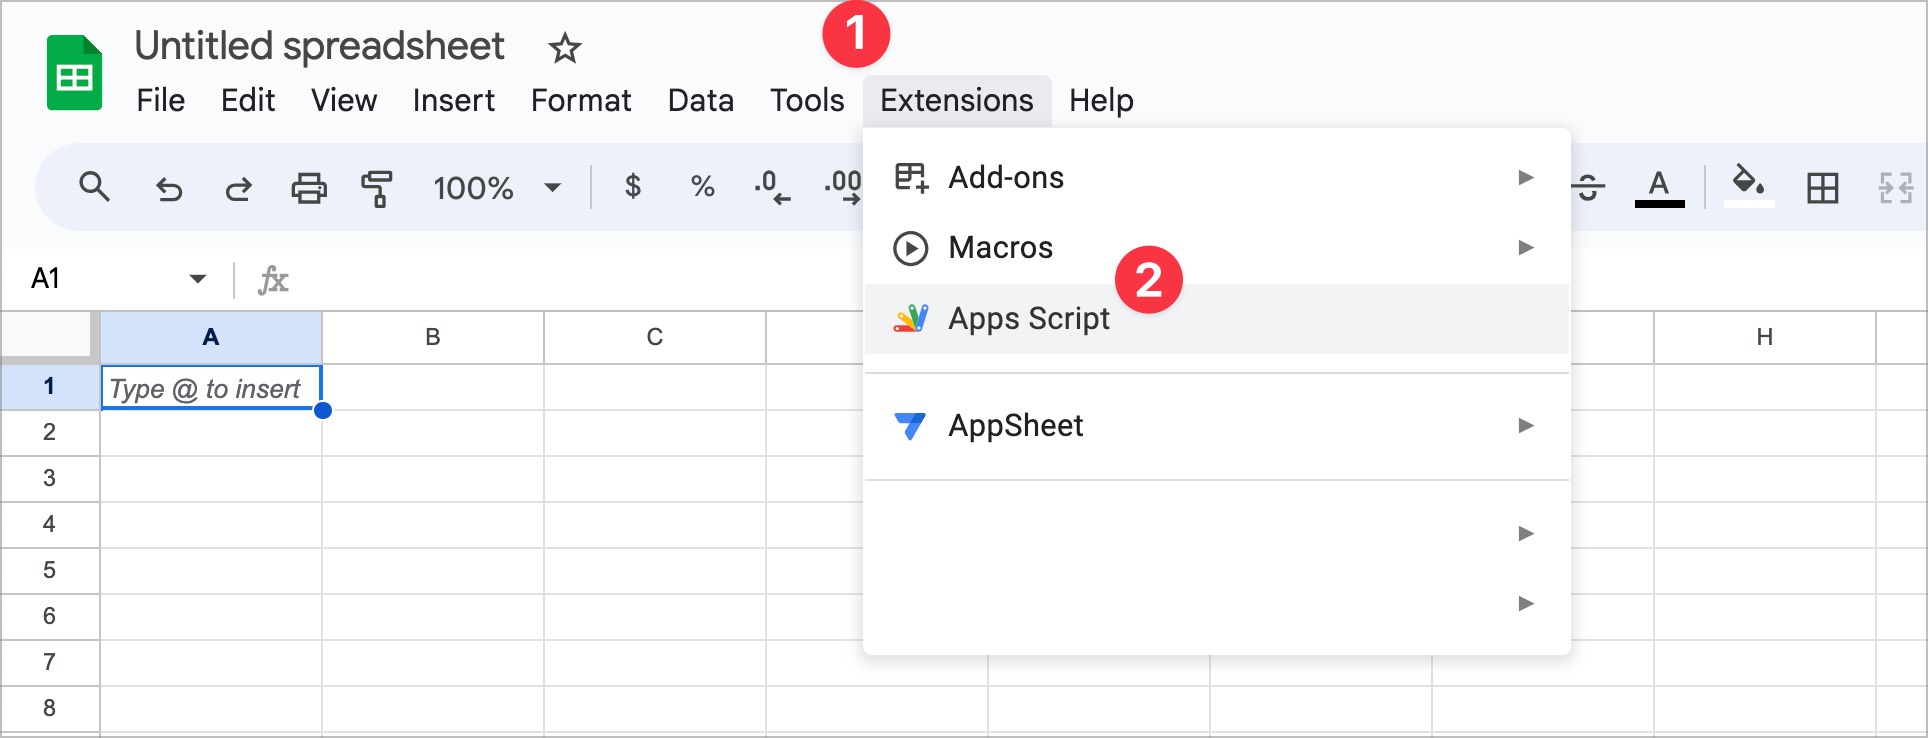 Untitled spreadsheet
1
File Edit View Insert Format Data Tools Extensions Help
100% $ % .0 .00 A
Add-ons
Macros
2
Apps Script
AppSheet
A1 fx
A B C H
1 Type @ to insert
2
3
4
5
6
7
8